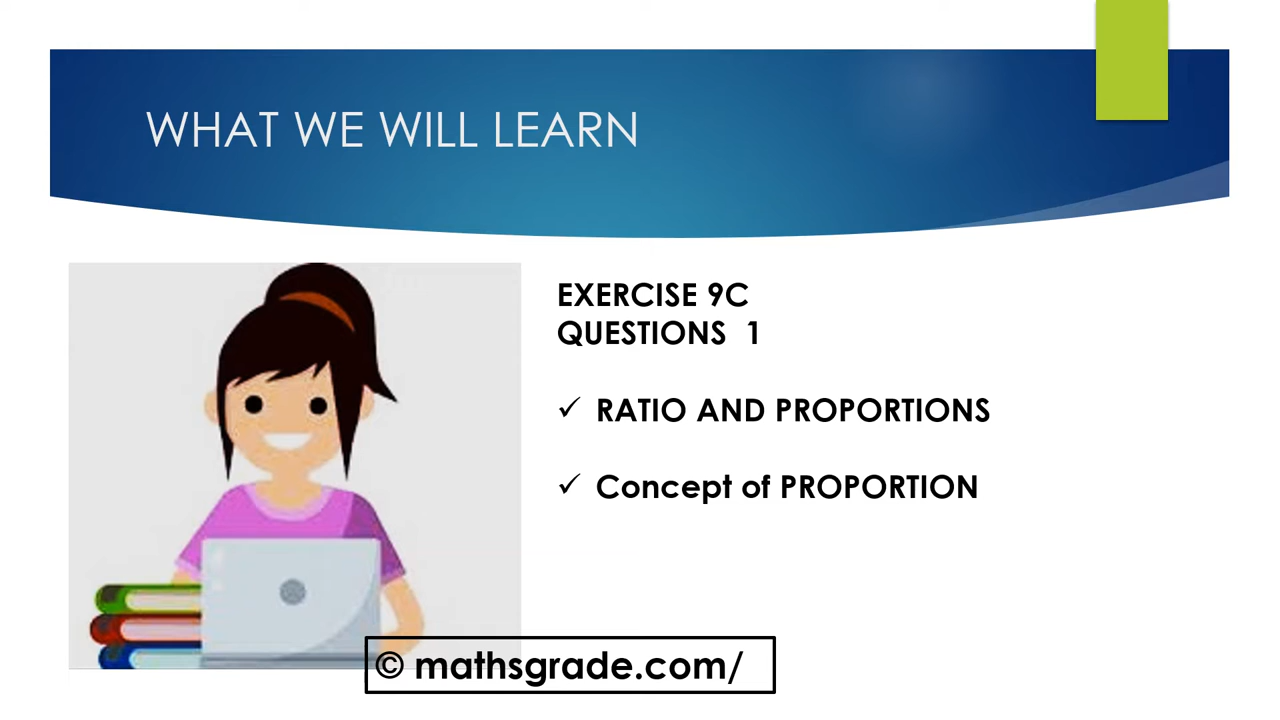 WHAT WE WILL LEARN
EXERCISE 9C
QUESTIONS 1
✓ RATIO AND PROPORTIONS
✓ Concept of PROPORTION
© mathsgrade.com/